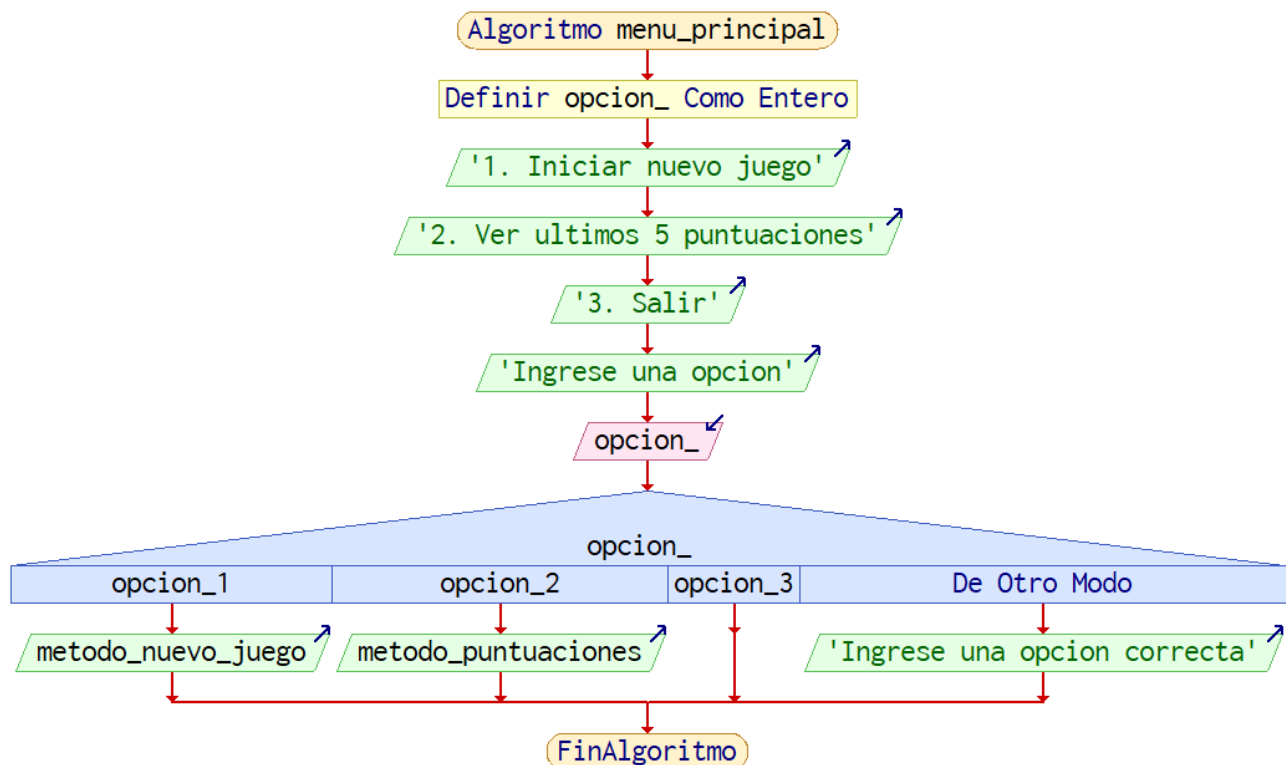 Algoritmo menu_principal
Definir opcion_ Como Entero
'1. Iniciar nuevo juego'
'2. Ver ultimos 5 puntuaciones'
'3. Salir'
'Ingrese una opcion'
opcion_
opcion_
opcion_1 opcion_2 opcion_3 De Otro Modo
metodo_nuevo_juego metodo_puntuaciones 'Ingrese una opcion correcta'
FinAlgoritmo